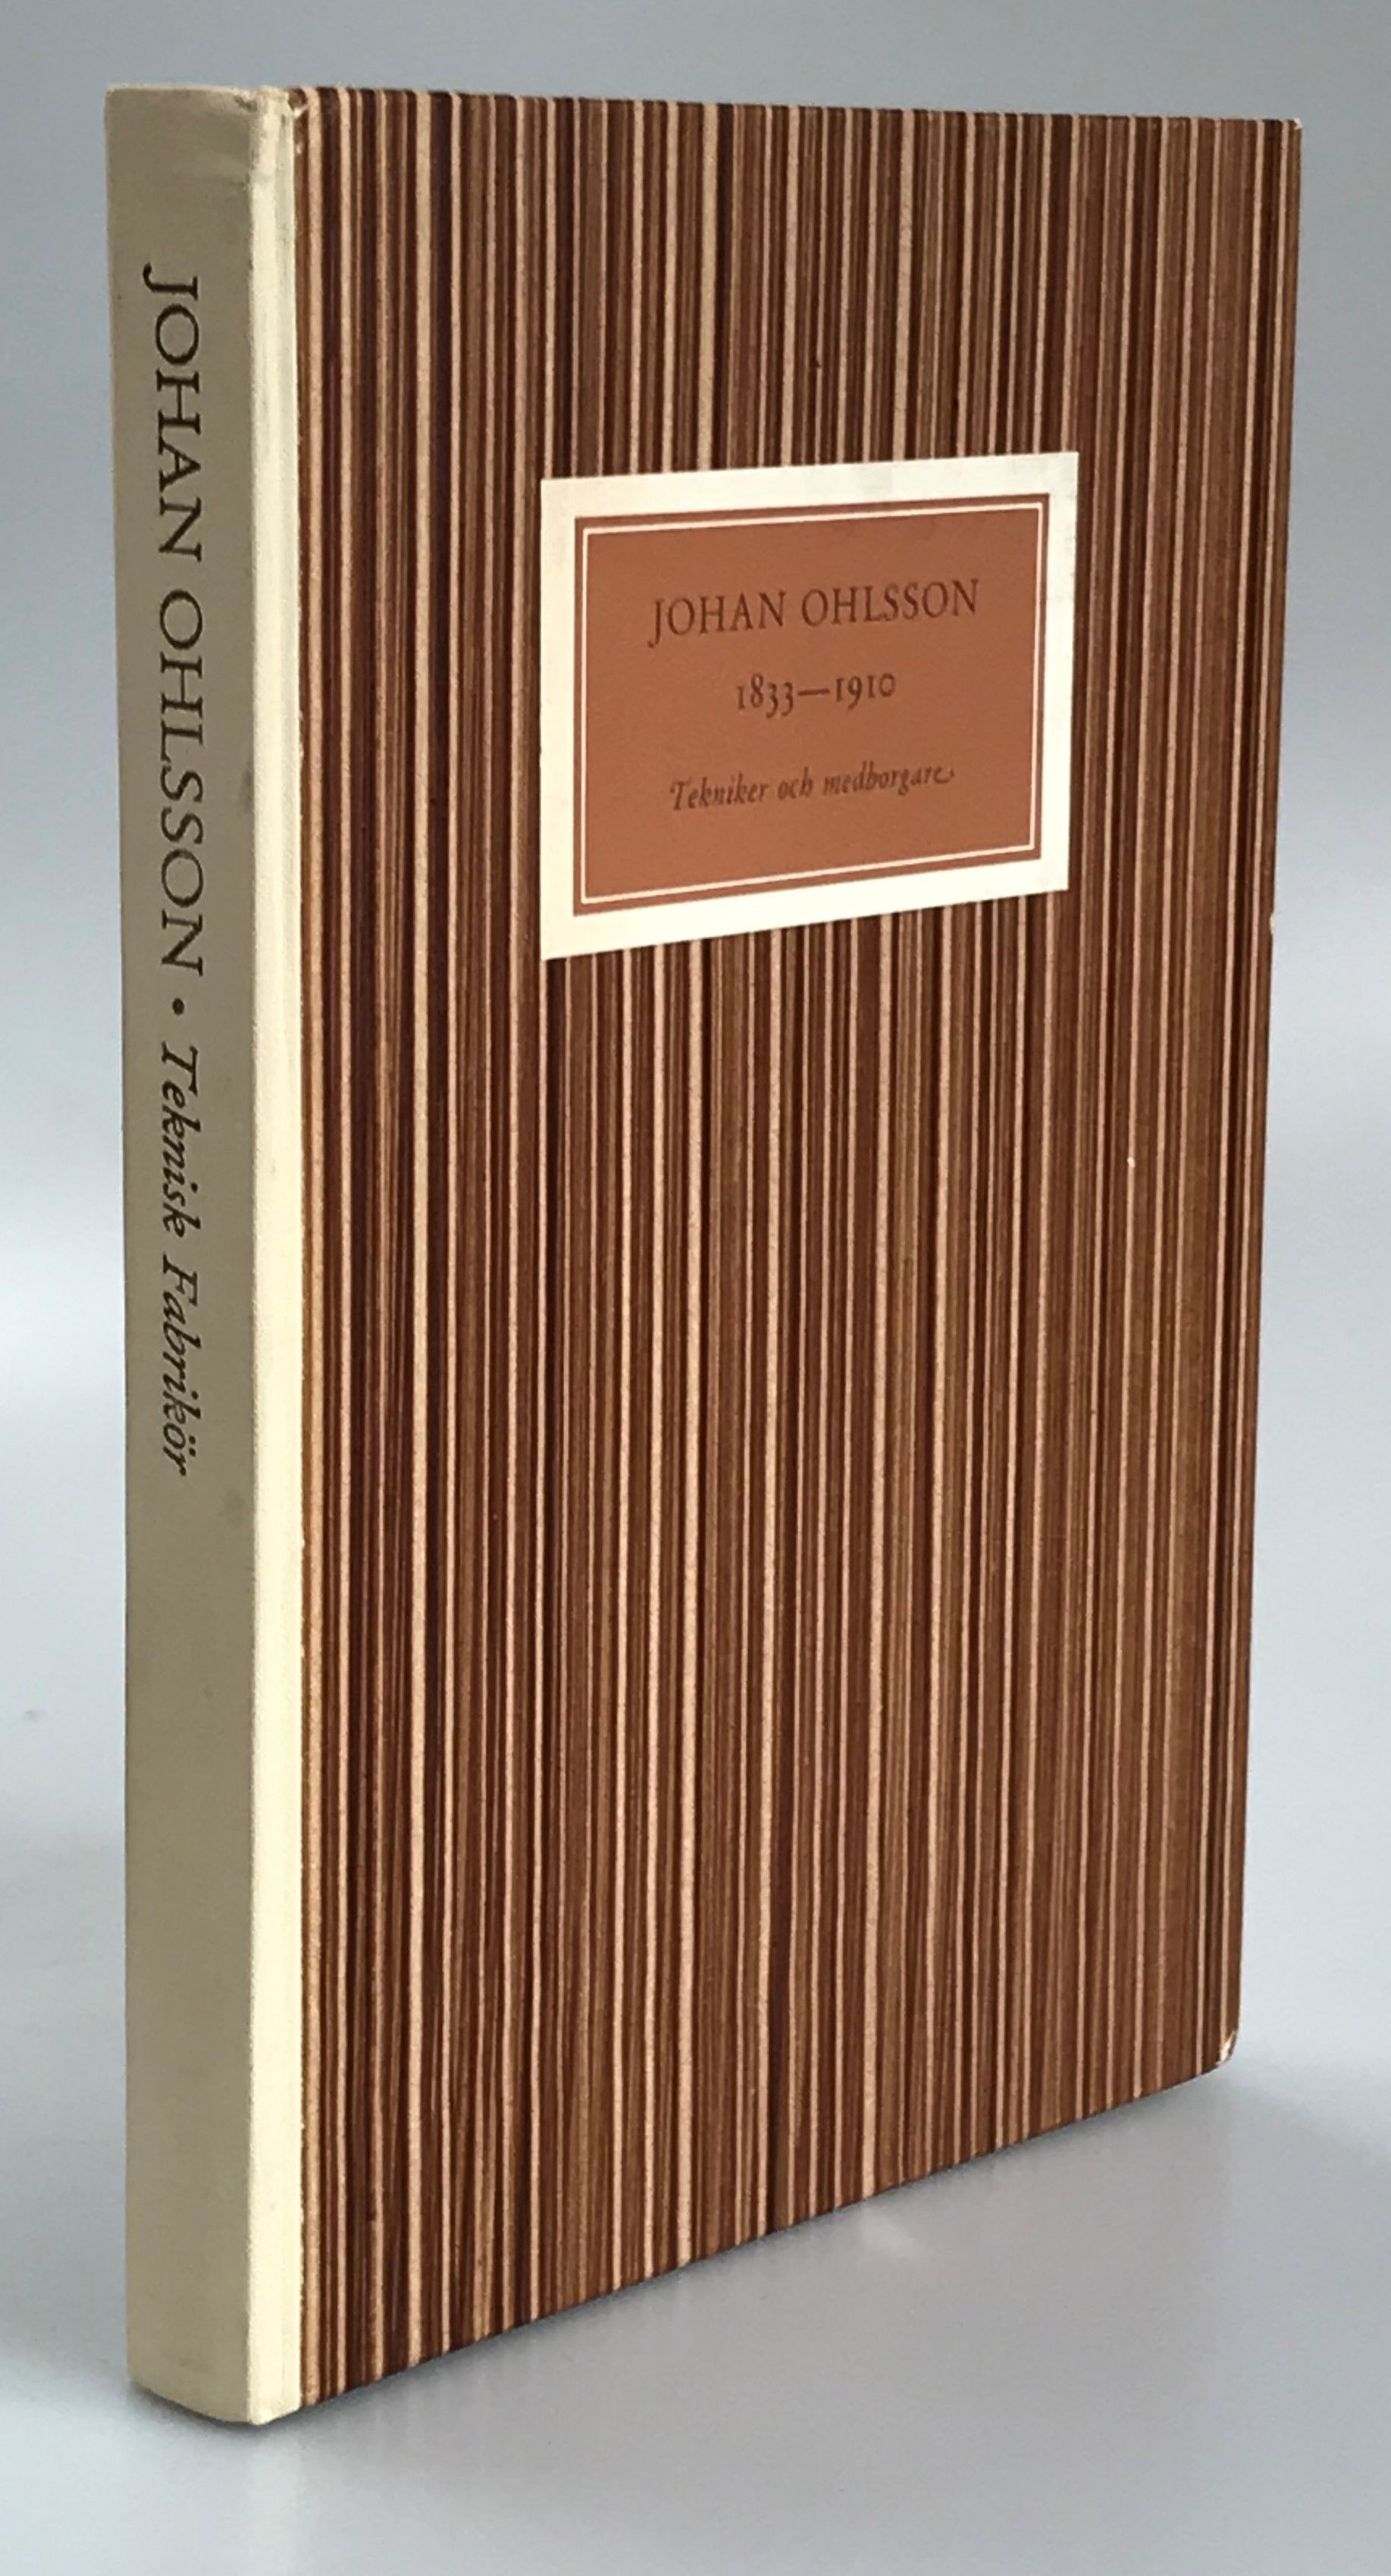 JOHAN OHLSSON • Teknisk Fabrikör
JOHAN OHLSSON
1833—1910
Tekniker och medborgare